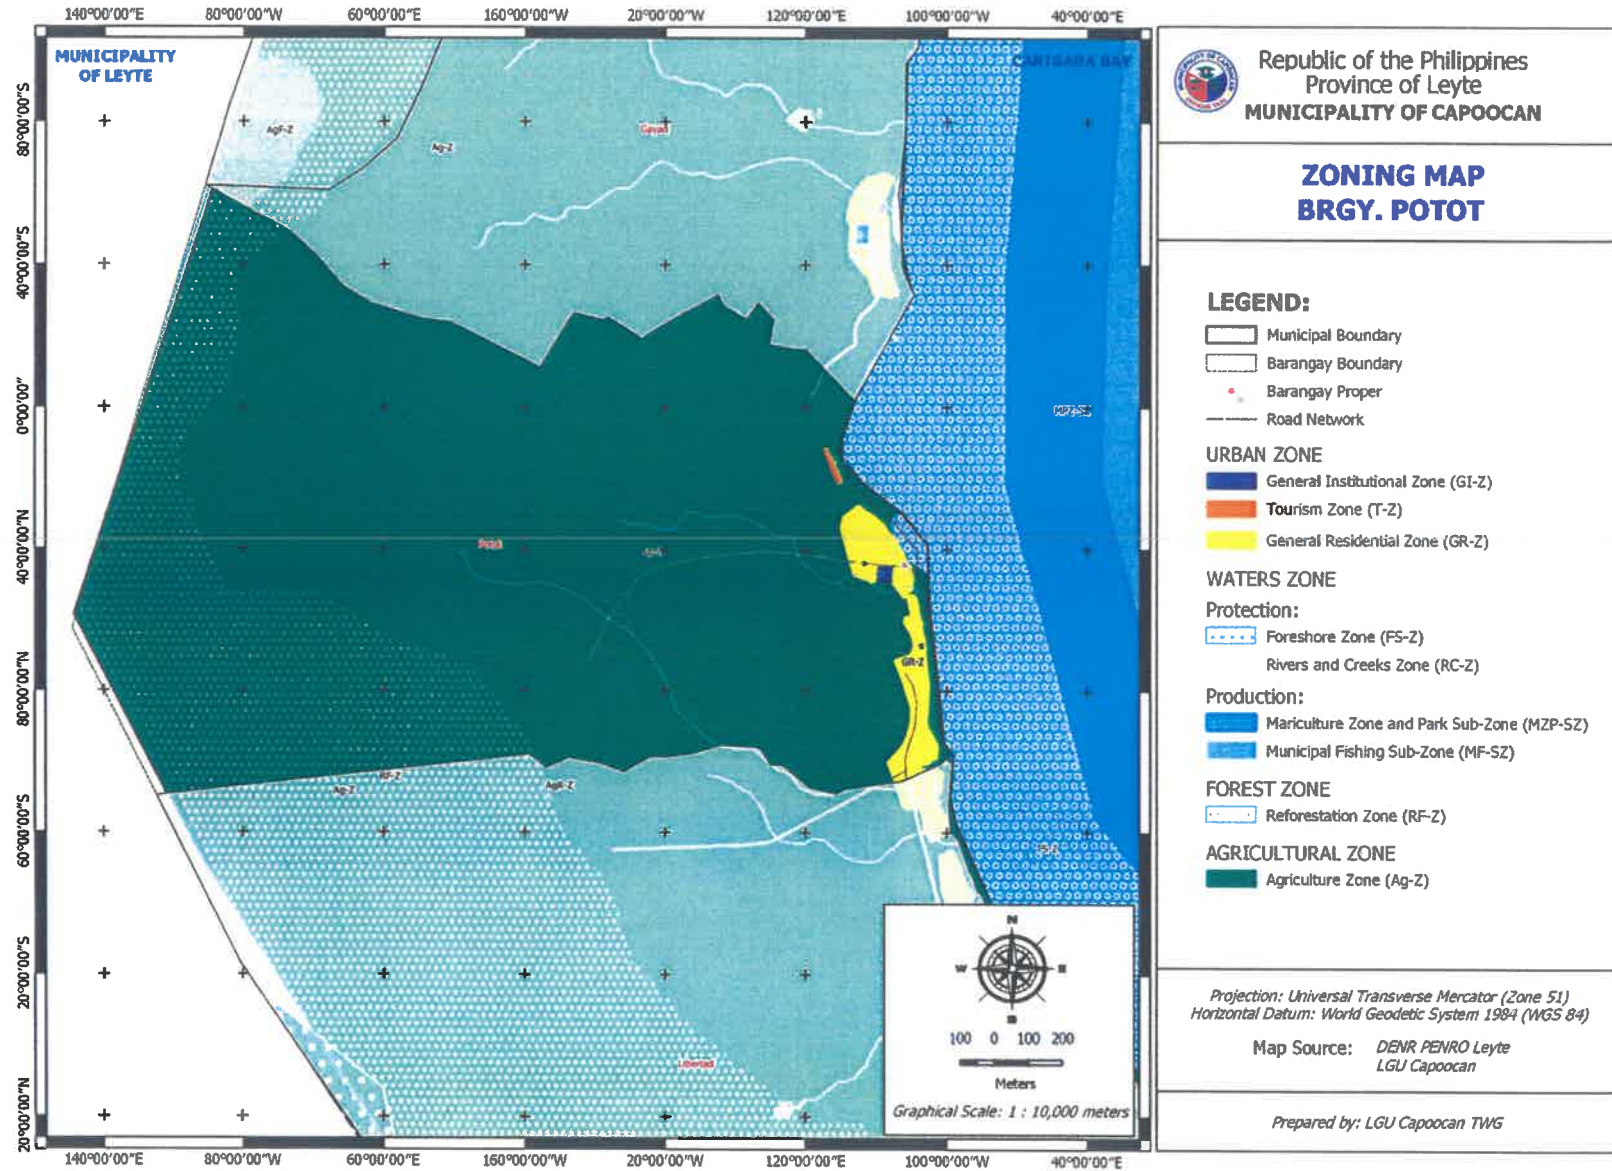 140°00'00"E 80°00'00"W 60°00'00"E 160°00'00"W 20°00'00"W 120°00'00"E 100°00'00"W 40°00'00"E
MUNICIPALITY
OF LEYTE
CARIGARA BAY
80°00'00"S
40°00'00"S
0°00'00"
40°00'00"N
80°00'00"N
60°00'00"S
20°00'00"S
20°00'00"N
AgF-Z
Ag-Z
Gayad
MPZ-SZ
Potot
GR-Z
RF-Z
Ag-Z
AgR-Z
FS-Z
Libertad
N
W
E
S
100 0 100 200
Meters
Graphical Scale: 1 : 10,000 meters
140°00'00"E 80°00'00"W 60°00'00"E 160°00'00"W 20°00'00"W 120°00'00"E 100°00'00"W 40°00'00"E
Republic of the Philippines
Province of Leyte
MUNICIPALITY OF CAPOOCAN
ZONING MAP
BRGY. POTOT
LEGEND:
Municipal Boundary
Barangay Boundary
Barangay Proper
Road Network
URBAN ZONE
General Institutional Zone (GI-Z)
Tourism Zone (T-Z)
General Residential Zone (GR-Z)
WATERS ZONE
Protection:
Foreshore Zone (FS-Z)
Rivers and Creeks Zone (RC-Z)
Production:
Mariculture Zone and Park Sub-Zone (MZP-SZ)
Municipal Fishing Sub-Zone (MF-SZ)
FOREST ZONE
Reforestation Zone (RF-Z)
AGRICULTURAL ZONE
Agriculture Zone (Ag-Z)
Projection: Universal Transverse Mercator (Zone 51)
Horizontal Datum: World Geodetic System 1984 (WGS 84)
Map Source: DENR PENRO Leyte
LGU Capoocan
Prepared by: LGU Capoocan TWG